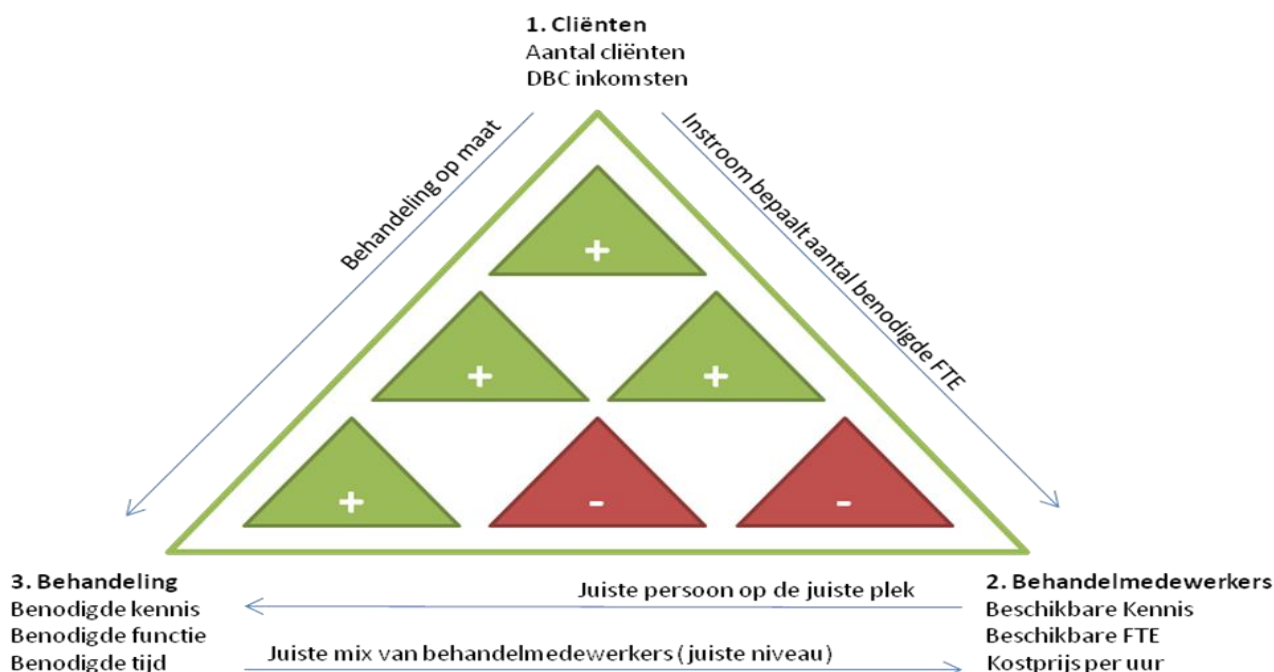 1. Cliënten
Aantal cliënten
DBC inkomsten
Behandeling op maat
Instroom bepaalt aantal benodigde FTE
+
+
+
+
-
-
3. Behandeling
Benodigde kennis
Benodigde functie
Benodigde tijd
Juiste persoon op de juiste plek
Juiste mix van behandelmedewerkers (juiste niveau)
2. Behandelmedewerkers
Beschikbare Kennis
Beschikbare FTE
Kostprijs per uur